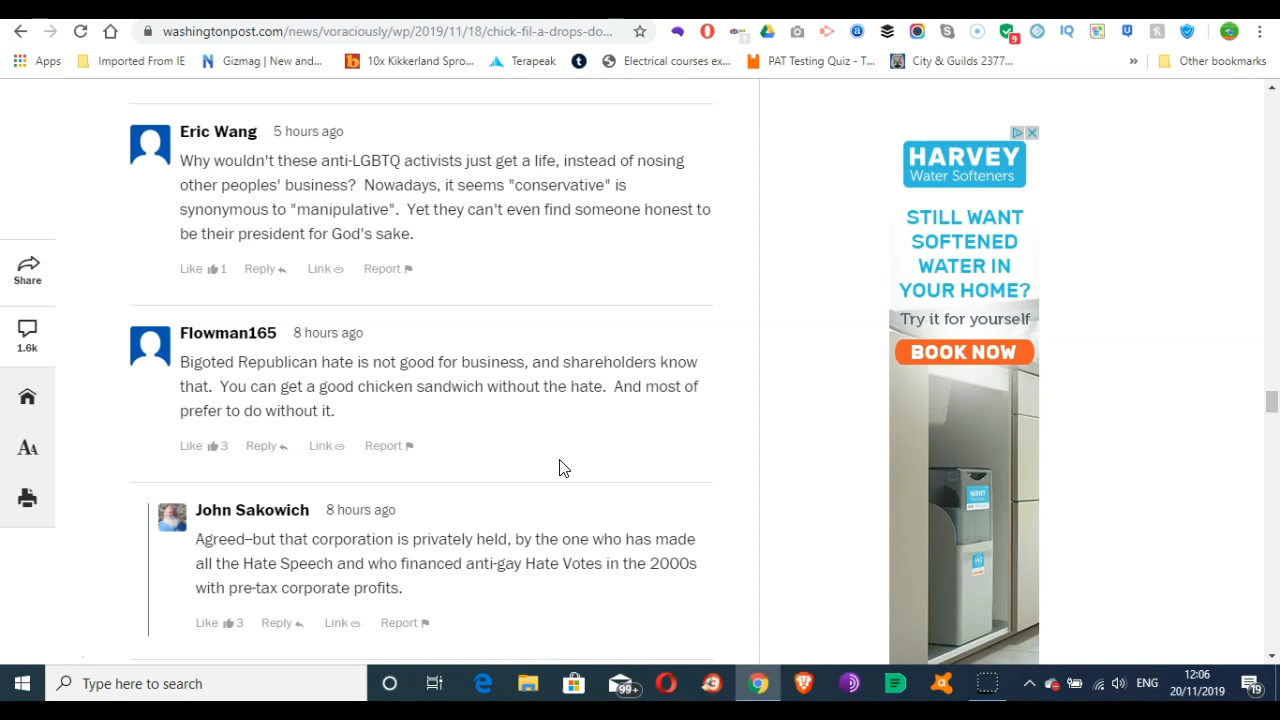 washingtonpost.com/news/voraciously/wp/2019/11/18/chick-fil-a-drops-do...
9
Apps
Imported From IE
Gizmag | New and...
10x Kikkerland Spro...
Terapeak
Electrical courses ex...
PAT Testing Quiz - T...
City & Guilds 2377...
»
Other bookmarks
Eric Wang 5 hours ago
Why wouldn't these anti-LGBTQ activists just get a life, instead of nosing
other peoples' business? Nowadays, it seems "conservative" is
synonymous to "manipulative". Yet they can't even find someone honest to
be their president for God's sake.
Like 1 Reply Link Report
Share
1.6k
AA
Flowman165 8 hours ago
Bigoted Republican hate is not good for business, and shareholders know
that. You can get a good chicken sandwich without the hate. And most of
prefer to do without it.
Like 3 Reply Link Report
John Sakowich 8 hours ago
Agreed--but that corporation is privately held, by the one who has made
all the Hate Speech and who financed anti-gay Hate Votes in the 2000s
with pre-tax corporate profits.
Like 3 Reply Link Report
HARVEY
Water Softeners
STILL WANT
SOFTENED
WATER IN
YOUR HOME?
Try it for yourself
BOOK NOW
HARVEY
Type here to search
99+
ENG
12:06
20/11/2019
19